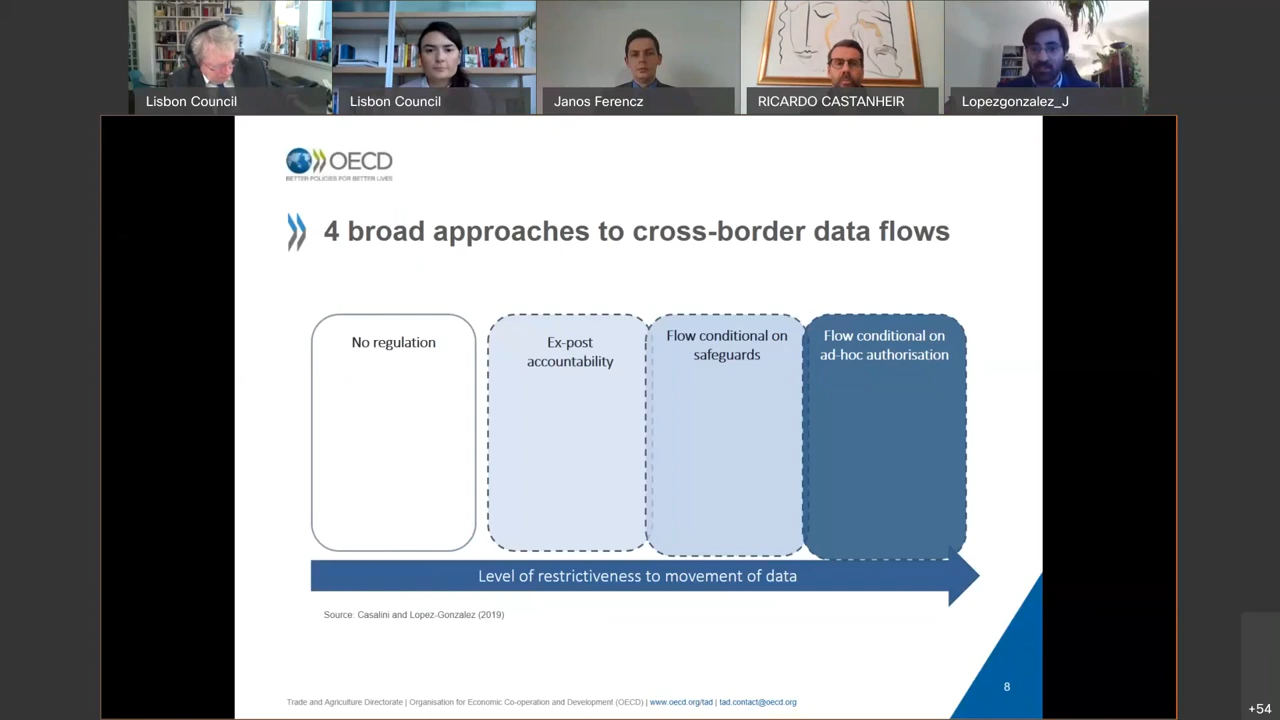 Lisbon Council
Lisbon Council
Janos Ferencz
RICARDO CASTANHEIR
Lopezgonzalez_J
OECD
BETTER POLICIES FOR BETTER LIVES
4 broad approaches to cross-border data flows
No regulation
Ex-post
accountability
Flow conditional on
safeguards
Flow conditional on
ad-hoc authorisation
Level of restrictiveness to movement of data
Source: Casalini and Lopez-Gonzalez (2019)
8
Trade and Agriculture Directorate | Organisation for Economic Co-operation and Development (OECD) | www.oecd.org/tad | tad.contact@oecd.org
+54